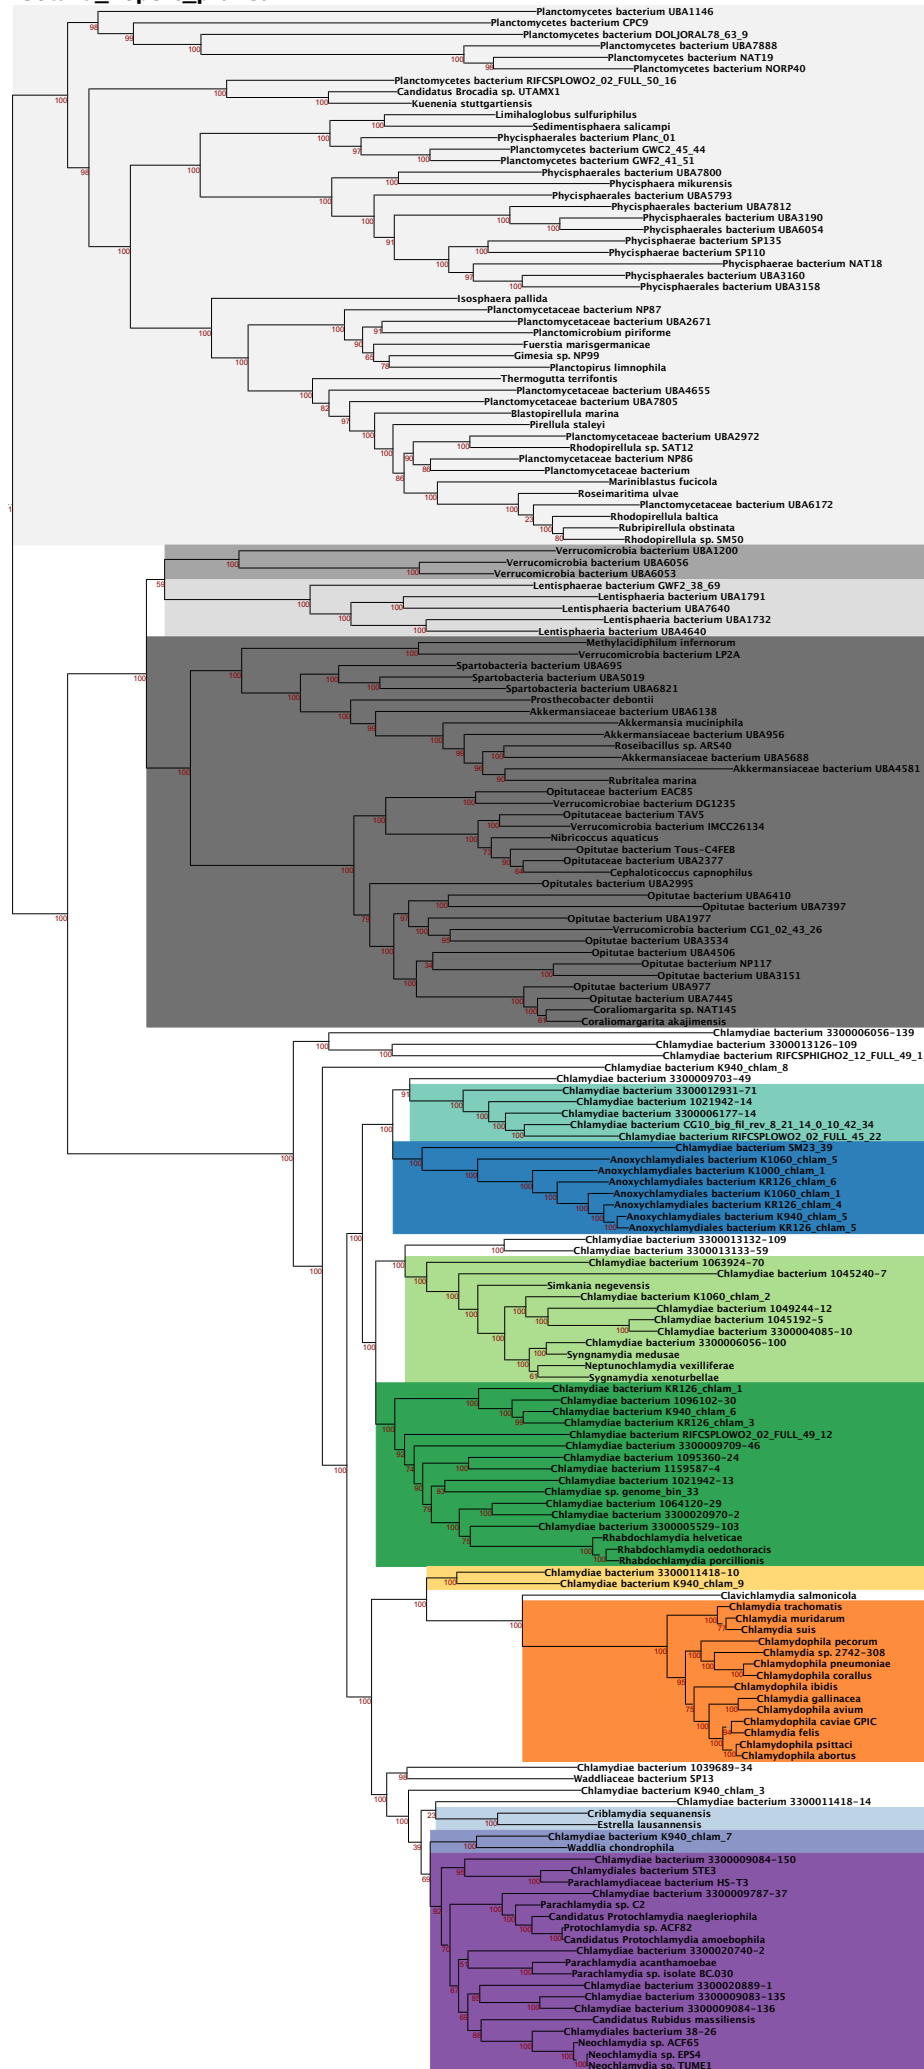 Planctomycetes bacterium UBA1146
Planctomycetes bacterium CPC9
Planctomycetes bacterium DOLJORAL78_63_9
Planctomycetes bacterium UBA7888
Planctomycetes bacterium NAT19
Planctomycetes bacterium NORP40
Planctomycetes bacterium RIFCSPLOWO2_02_FULL_50_16
Candidatus Brocadia sp. UTAMX1
Kuenenia stuttgartiensis
Limihaloglobus sulfuriphilus
Sedimentisphaera salicampi
Phycisphaerales bacterium Planc_01
Planctomycetes bacterium GWC2_45_44
Planctomycetes bacterium GWF2_41_51
Phycisphaerales bacterium UBA7800
Phycisphaera mikurensis
Phycisphaerales bacterium UBA5793
Phycisphaerales bacterium UBA7812
Phycisphaerales bacterium UBA3190
Phycisphaerales bacterium UBA6054
Phycisphaerae bacterium SP135
Phycisphaerae bacterium SP110
Phycisphaerae bacterium NAT18
Phycisphaerales bacterium UBA3160
Phycisphaerales bacterium UBA3158
Isosphaera pallida
Planctomycetaceae bacterium NP87
Planctomycetaceae bacterium UBA2671
Planctomicrobium piriforme
Fuerstia marisgermanicae
Gimesia sp. NP99
Planctopirus limnophila
Thermogutta terrifontis
Planctomycetaceae bacterium UBA4655
Planctomycetaceae bacterium UBA7805
Blastopirellula marina
Pirellula staleyi
Planctomycetaceae bacterium UBA2972
Rhodopirellula sp. SAT12
Planctomycetaceae bacterium NP86
Planctomycetaceae bacterium
Mariniblastus fucicola
Roseimaritima ulvae
Planctomycetaceae bacterium UBA6172
Rhodopirellula baltica
Rubripirellula obstinata
Rhodopirellula sp. SM50
Verrucomicrobia bacterium UBA1200
Verrucomicrobia bacterium UBA6056
Verrucomicrobia bacterium UBA6053
Lentisphaerae bacterium GWF2_38_69
Lentisphaeria bacterium UBA1791
Lentisphaeria bacterium UBA7640
Lentisphaeria bacterium UBA1732
Lentisphaeria bacterium UBA4640
Methylacidiphilum infernorum
Verrucomicrobia bacterium LP2A
Spartobacteria bacterium UBA695
Spartobacteria bacterium UBA5019
Spartobacteria bacterium UBA6821
Prosthecobacter debontii
Akkermansiaceae bacterium UBA6138
Akkermansia muciniphila
Akkermansiaceae bacterium UBA956
Roseibacillus sp. ARS40
Akkermansiaceae bacterium UBA5688
Akkermansiaceae bacterium UBA4581
Rubritalea marina
Opitutaceae bacterium EAC85
Verrucomicrobiae bacterium DG1235
Opitutaceae bacterium TAV5
Verrucomicrobia bacterium IMCC26134
Nibricoccus aquaticus
Opitutae bacterium Tous-C4FEB
Opitutaceae bacterium UBA2377
Cephaloticoccus capnophilus
Opitutales bacterium UBA2995
Opitutae bacterium UBA6410
Opitutae bacterium UBA7397
Opitutae bacterium UBA1977
Verrucomicrobia bacterium CG1_02_43_26
Opitutae bacterium UBA3534
Opitutae bacterium UBA4506
Opitutae bacterium NP117
Opitutae bacterium UBA3151
Opitutae bacterium UBA977
Opitutae bacterium UBA7445
Coraliomargarita sp. NAT145
Coraliomargarita akajimensis
Chlamydiae bacterium 3300006056-139
Chlamydiae bacterium 3300013126-109
Chlamydiae bacterium RIFCSPHIGHO2_12_FULL_49_1
Chlamydiae bacterium K940_chlam_8
Chlamydiae bacterium 3300009703-49
Chlamydiae bacterium 3300012931-71
Chlamydiae bacterium 1021942-14
Chlamydiae bacterium 3300006177-14
Chlamydiae bacterium CG10_big_fil_rev_8_21_14_0_10_42_34
Chlamydiae bacterium RIFCSPLOWO2_02_FULL_45_22
Chlamydiae bacterium SM23_39
Anoxychlamydiales bacterium K1060_chlam_5
Anoxychlamydiales bacterium K1000_chlam_1
Anoxychlamydiales bacterium KR126_chlam_6
Anoxychlamydiales bacterium K1060_chlam_1
Anoxychlamydiales bacterium KR126_chlam_4
Anoxychlamydiales bacterium K940_chlam_5
Anoxychlamydiales bacterium KR126_chlam_5
Chlamydiae bacterium 3300013132-109
Chlamydiae bacterium 3300013133-59
Chlamydiae bacterium 1063924-70
Chlamydiae bacterium 1045240-7
Simkania negevensis
Chlamydiae bacterium K1060_chlam_2
Chlamydiae bacterium 1049244-12
Chlamydiae bacterium 1045192-5
Chlamydiae bacterium 3300004085-10
Chlamydiae bacterium 3300006056-100
Syngnamydia medusae
Neptunochlamydia vexilliferae
Sygnamydia xenoturbellae
Chlamydiae bacterium KR126_chlam_1
Chlamydiae bacterium 1096102-30
Chlamydiae bacterium K940_chlam_6
Chlamydiae bacterium KR126_chlam_3
Chlamydiae bacterium RIFCSPLOWO2_02_FULL_49_12
Chlamydiae bacterium 3300009709-46
Chlamydiae bacterium 1095360-24
Chlamydiae bacterium 1159587-4
Chlamydiae bacterium 1021942-13
Chlamydiae sp. genome_bin_33
Chlamydiae bacterium 1064120-29
Chlamydiae bacterium 3300020970-2
Chlamydiae bacterium 3300005529-103
Rhabdochlamydia helveticae
Rhabdochlamydia oedothoracis
Rhabdochlamydia porcillionis
Chlamydiae bacterium 3300011418-10
Chlamydiae bacterium K940_chlam_9
Clavichlamydia salmonicola
Chlamydia trachomatis
Chlamydia muridarum
Chlamydia suis
Chlamydophila pecorum
Chlamydia sp. 2742-308
Chlamydophila pneumoniae
Chlamydophila corallus
Chlamydophila ibidis
Chlamydia gallinacea
Chlamydophila avium
Chlamydophila caviae GPIC
Chlamydia felis
Chlamydophila psittaci
Chlamydophila abortus
Chlamydiae bacterium 1039689-34
Waddliaceae bacterium SP13
Chlamydiae bacterium K940_chlam_3
Chlamydiae bacterium 3300011418-14
Criblamydia sequanensis
Estrella lausannensis
Chlamydiae bacterium K940_chlam_7
Waddlia chondrophila
Chlamydiae bacterium 3300009084-150
Chlamydiales bacterium STE3
Parachlamydiaceae bacterium HS-T3
Chlamydiae bacterium 3300009787-37
Parachlamydia sp. C2
Candidatus Protochlamydia naegleriophila
Protochlamydia sp. ACF82
Candidatus Protochlamydia amoebophila
Chlamydiae bacterium 3300020740-2
Parachlamydia acanthamoebae
Parachlamydia sp. isolate BC.030
Chlamydiae bacterium 3300020889-1
Chlamydiae bacterium 3300009083-135
Chlamydiae bacterium 3300009084-136
Candidatus Rubidus massiliensis
Chlamydiales bacterium 38-26
Neochlamydia sp. ACF65
Neochlamydia sp. EPS4
Neochlamydia sp. TUME1